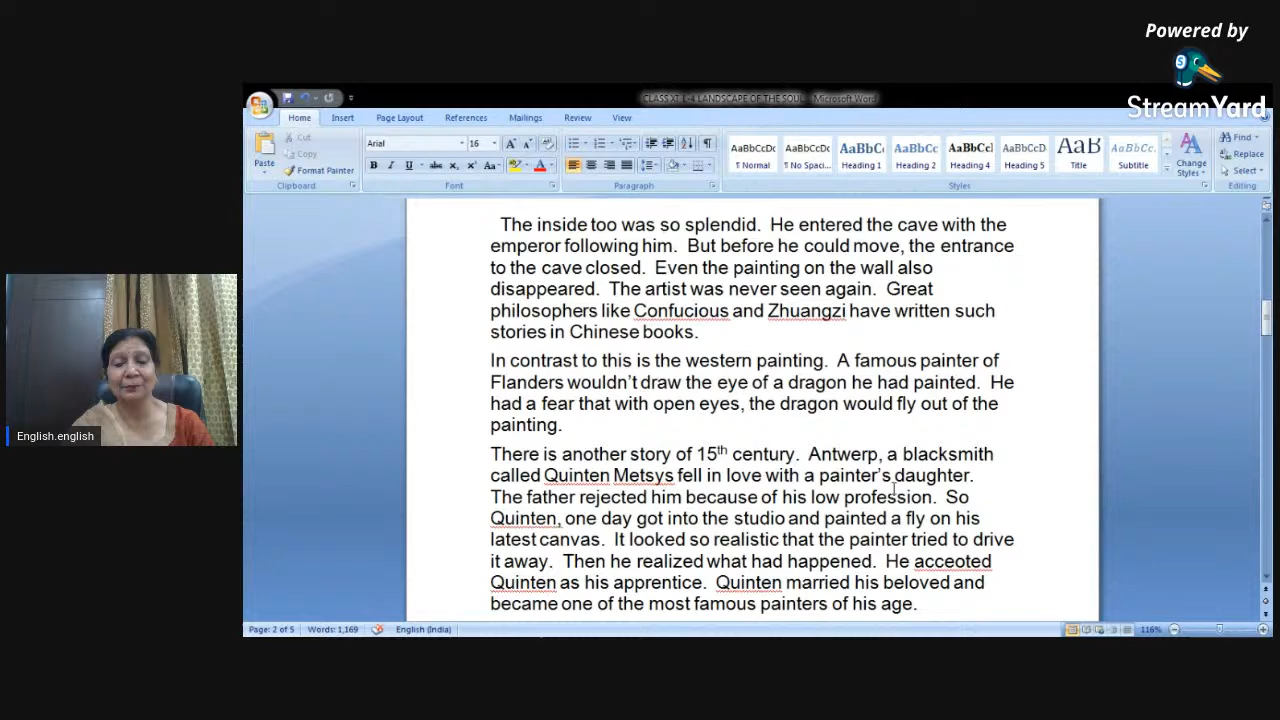 Powered by
StreamYard
CLASS XI L-4 LANDSCAPE OF THE SOUL - Microsoft Word
Home Insert Page Layout References Mailings Review View
Paste
Cut
Copy
Format Painter
Clipboard
Arial 16
Font
Paragraph
AaBbCcDc AaBbCcDc AaBbC AaBbCc AaBbCc AaBbCcD AaB AaBbCc.
¶ Normal ¶ No Spaci... Heading 1 Heading 2 Heading 4 Heading 5 Title Subtitle
Change Styles
Styles
Find
Replace
Select
Editing
The inside too was so splendid. He entered the cave with the
emperor following him. But before he could move, the entrance
to the cave closed. Even the painting on the wall also
disappeared. The artist was never seen again. Great
philosophers like Confucious and Zhuangzi have written such
stories in Chinese books.
In contrast to this is the western painting. A famous painter of
Flanders wouldn't draw the eye of a dragon he had painted. He
had a fear that with open eyes, the dragon would fly out of the
painting.
There is another story of 15th century. Antwerp, a blacksmith
called Quinten Metsys fell in love with a painter's daughter.
The father rejected him because of his low profession. So
Quinten, one day got into the studio and painted a fly on his
latest canvas. It looked so realistic that the painter tried to drive
it away. Then he realized what had happened. He acceoted
Quinten as his apprentice. Quinten married his beloved and
became one of the most famous painters of his age.
English.english
Page: 2 of 5 Words: 1,169 English (India) 116%